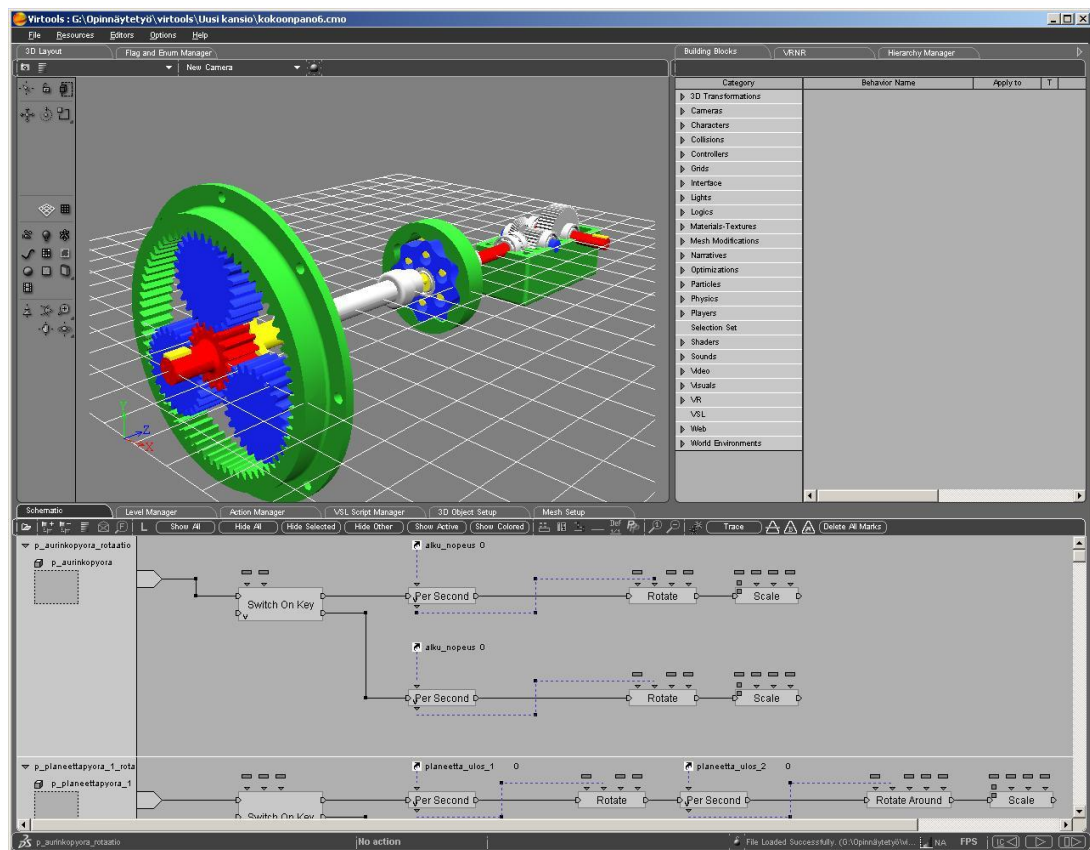 Virtools : G:\Opinnäytetyö\virtools\Uusi kansio\kokoonpano6.cmo
File Resources Editors Options Help
3D Layout Flag and Enum Manager
New Camera
Building Blocks VRNR Hierarchy Manager
Category Behavior Name Apply to T
3D Transformations
Cameras
Characters
Collisions
Controllers
Grids
Interface
Lights
Logics
Materials-Textures
Mesh Modifications
Narratives
Optimizations
Particles
Physics
Players
Selection Set
Shaders
Sounds
Video
Visuals
VR
VSL
Web
World Environments
Y
Z
X
Schematic Level Manager Action Manager VSL Script Manager 3D Object Setup Mesh Setup
L Show All Hide All Hide Selected Hide Other Show Active Show Colored Trace Delete All Marks
p_aurinkopyora_rotaatio
p_aurinkopyora
alku_nopeus 0
Switch On Key
Per Second
Rotate
Scale
alku_nopeus 0
Per Second
Rotate
Scale
p_planeettapyora_1_rota
p_planeettapyora_1
planeetta_ulos_1 0
planeetta_ulos_2 0
Switch On Key
Per Second
Rotate
Per Second
Rotate Around
Scale
p_aurinkopyora_rotaatio
No action
File Loaded Successfully. (G:\Opinnäytetyö\vi...
NA FPS